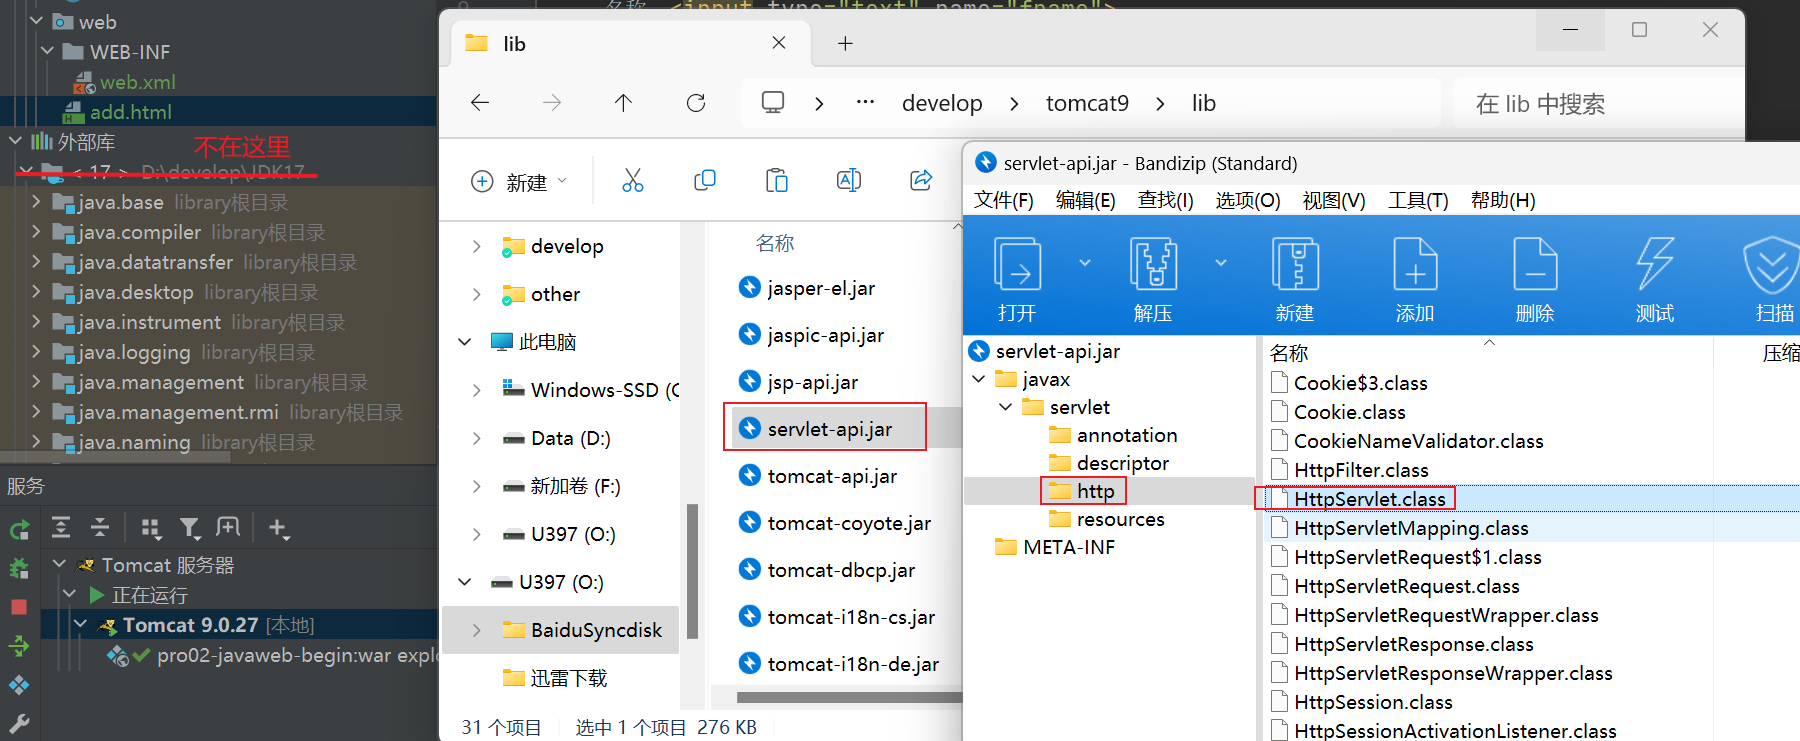 名称 <input type="text" name="fname">
web
WEB-INF
web.xml
add.html
外部库
不在这里
< 17 > D:\develop\JDK17
java.base library根目录
java.compiler library根目录
java.datatransfer library根目录
java.desktop library根目录
java.instrument library根目录
java.logging library根目录
java.management library根目录
java.management.rmi library根目录
java.naming library根目录
服务
Tomcat 服务器
正在运行
Tomcat 9.0.27 [本地]
pro02-javaweb-begin:war explo
lib
develop
tomcat9
lib
在 lib 中搜索
新建
develop
other
此电脑
Windows-SSD (C
Data (D:)
新加卷 (F:)
U397 (O:)
U397 (O:)
BaiduSyncdisk
迅雷下载
名称
jasper-el.jar
jaspic-api.jar
jsp-api.jar
servlet-api.jar
tomcat-api.jar
tomcat-coyote.jar
tomcat-dbcp.jar
tomcat-i18n-cs.jar
tomcat-i18n-de.jar
31 个项目
选中 1 个项目 276 KB
servlet-api.jar - Bandizip (Standard)
文件(F) 编辑(E) 查找(I) 选项(O) 视图(V) 工具(T) 帮助(H)
打开 解压 新建 添加 删除 测试 扫描
servlet-api.jar
javax
servlet
annotation
descriptor
http
resources
META-INF
名称 压缩
Cookie$3.class
Cookie.class
CookieNameValidator.class
HttpFilter.class
HttpServlet.class
HttpServletMapping.class
HttpServletRequest$1.class
HttpServletRequest.class
HttpServletRequestWrapper.class
HttpServletResponse.class
HttpServletResponseWrapper.class
HttpSession.class
HttpSessionActivationListener.class